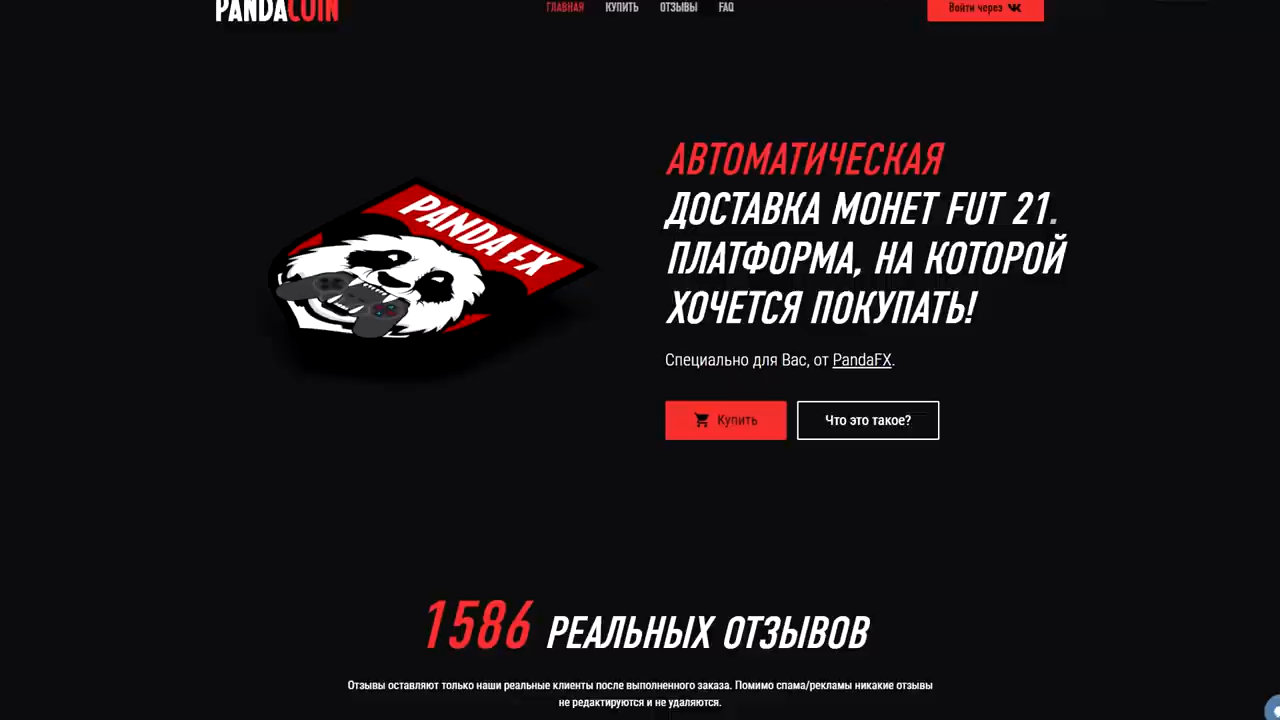 PANDACOIN
ГЛАВНАЯ КУПИТЬ ОТЗЫВЫ FAQ
Войти через
PANDA FX
АВТОМАТИЧЕСКАЯ
ДОСТАВКА МОНЕТ FUT 21.
ПЛАТФОРМА, НА КОТОРОЙ
ХОЧЕТСЯ ПОКУПАТЬ!
Специально для Вас, от PandaFX.
Купить
Что это такое?
1586 РЕАЛЬНЫХ ОТЗЫВОВ
Отзывы оставляют только наши реальные клиенты после выполненного заказа. Помимо спама/рекламы никакие отзывы
не редактируются и не удаляются.